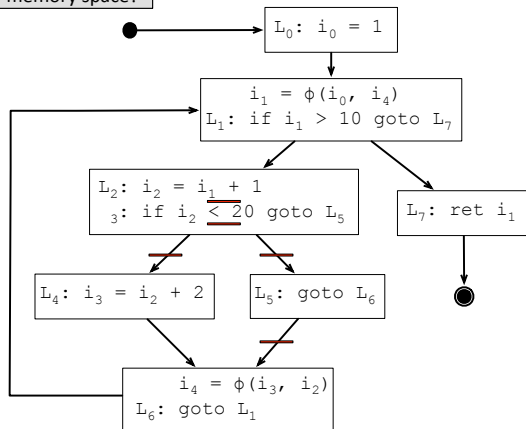 memory space?
L₀: i₀ = 1
i₁ = ϕ(i₀, i₄)
L₁: if i₁ > 10 goto L₇
L₂: i₂ = i₁ + 1
3: if i₂ < 20 goto L₅
L₇: ret i₁
L₄: i₃ = i₂ + 2
L₅: goto L₆
i₄ = ϕ(i₃, i₂)
L₆: goto L₁